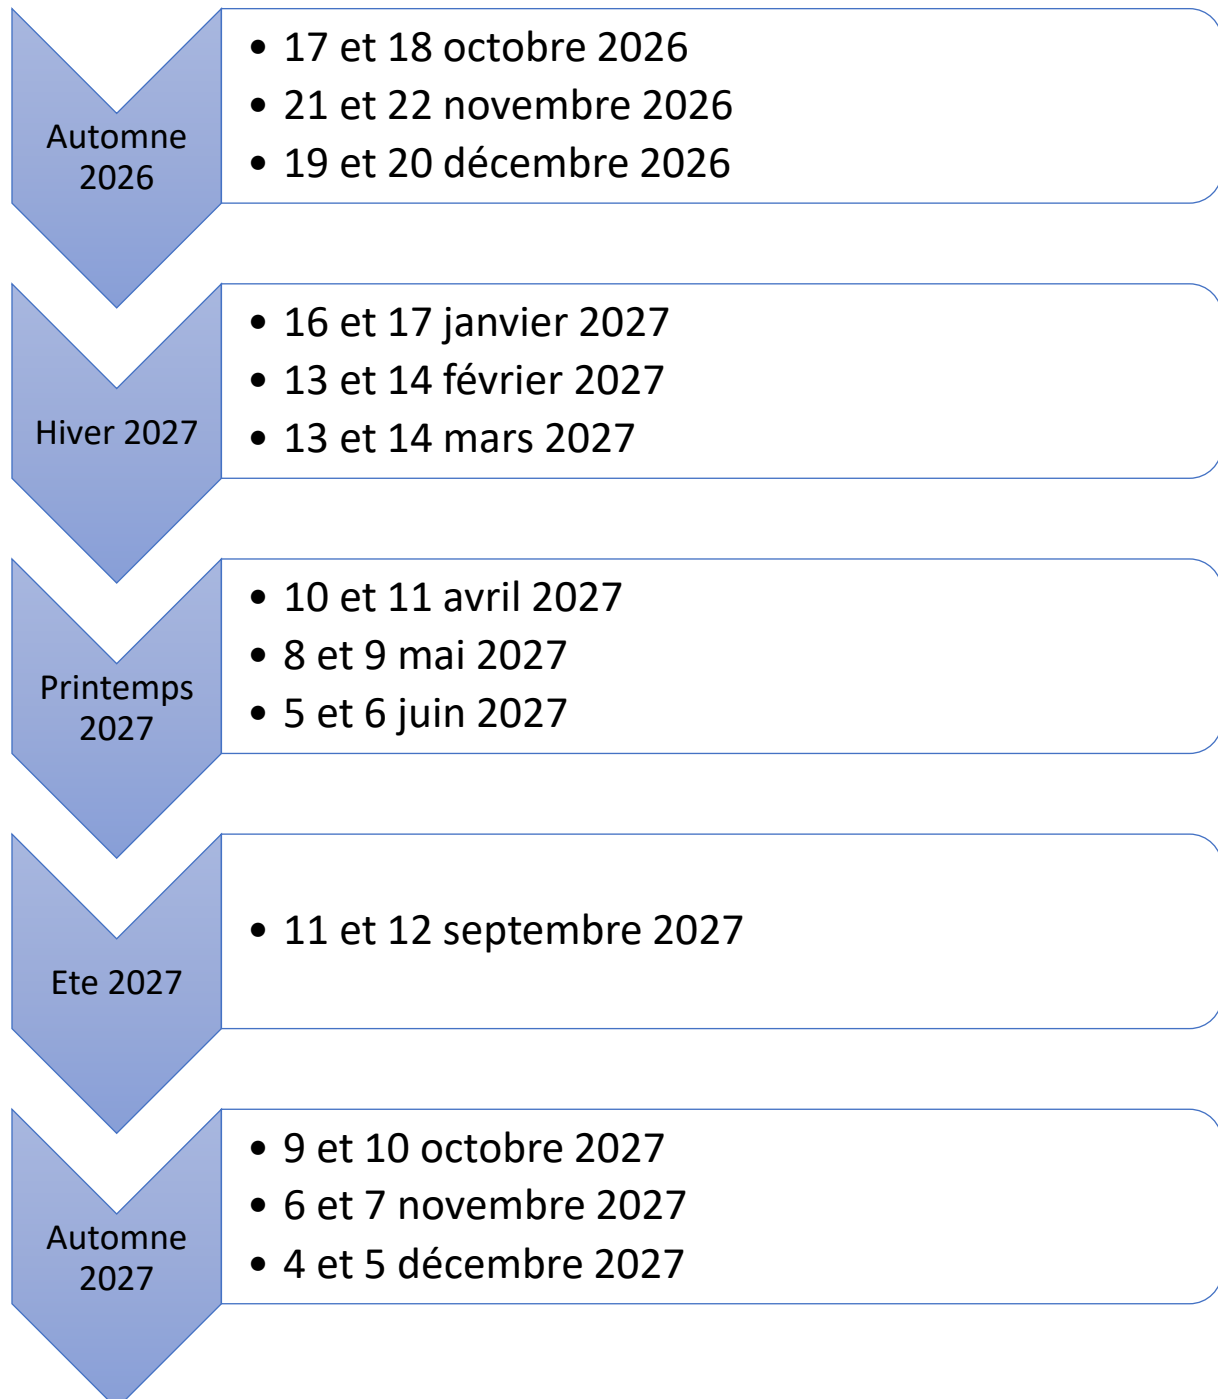 Automne
2026
• 17 et 18 octobre 2026
• 21 et 22 novembre 2026
• 19 et 20 décembre 2026
Hiver 2027
• 16 et 17 janvier 2027
• 13 et 14 février 2027
• 13 et 14 mars 2027
Printemps
2027
• 10 et 11 avril 2027
• 8 et 9 mai 2027
• 5 et 6 juin 2027
Ete 2027
• 11 et 12 septembre 2027
Automne
2027
• 9 et 10 octobre 2027
• 6 et 7 novembre 2027
• 4 et 5 décembre 2027